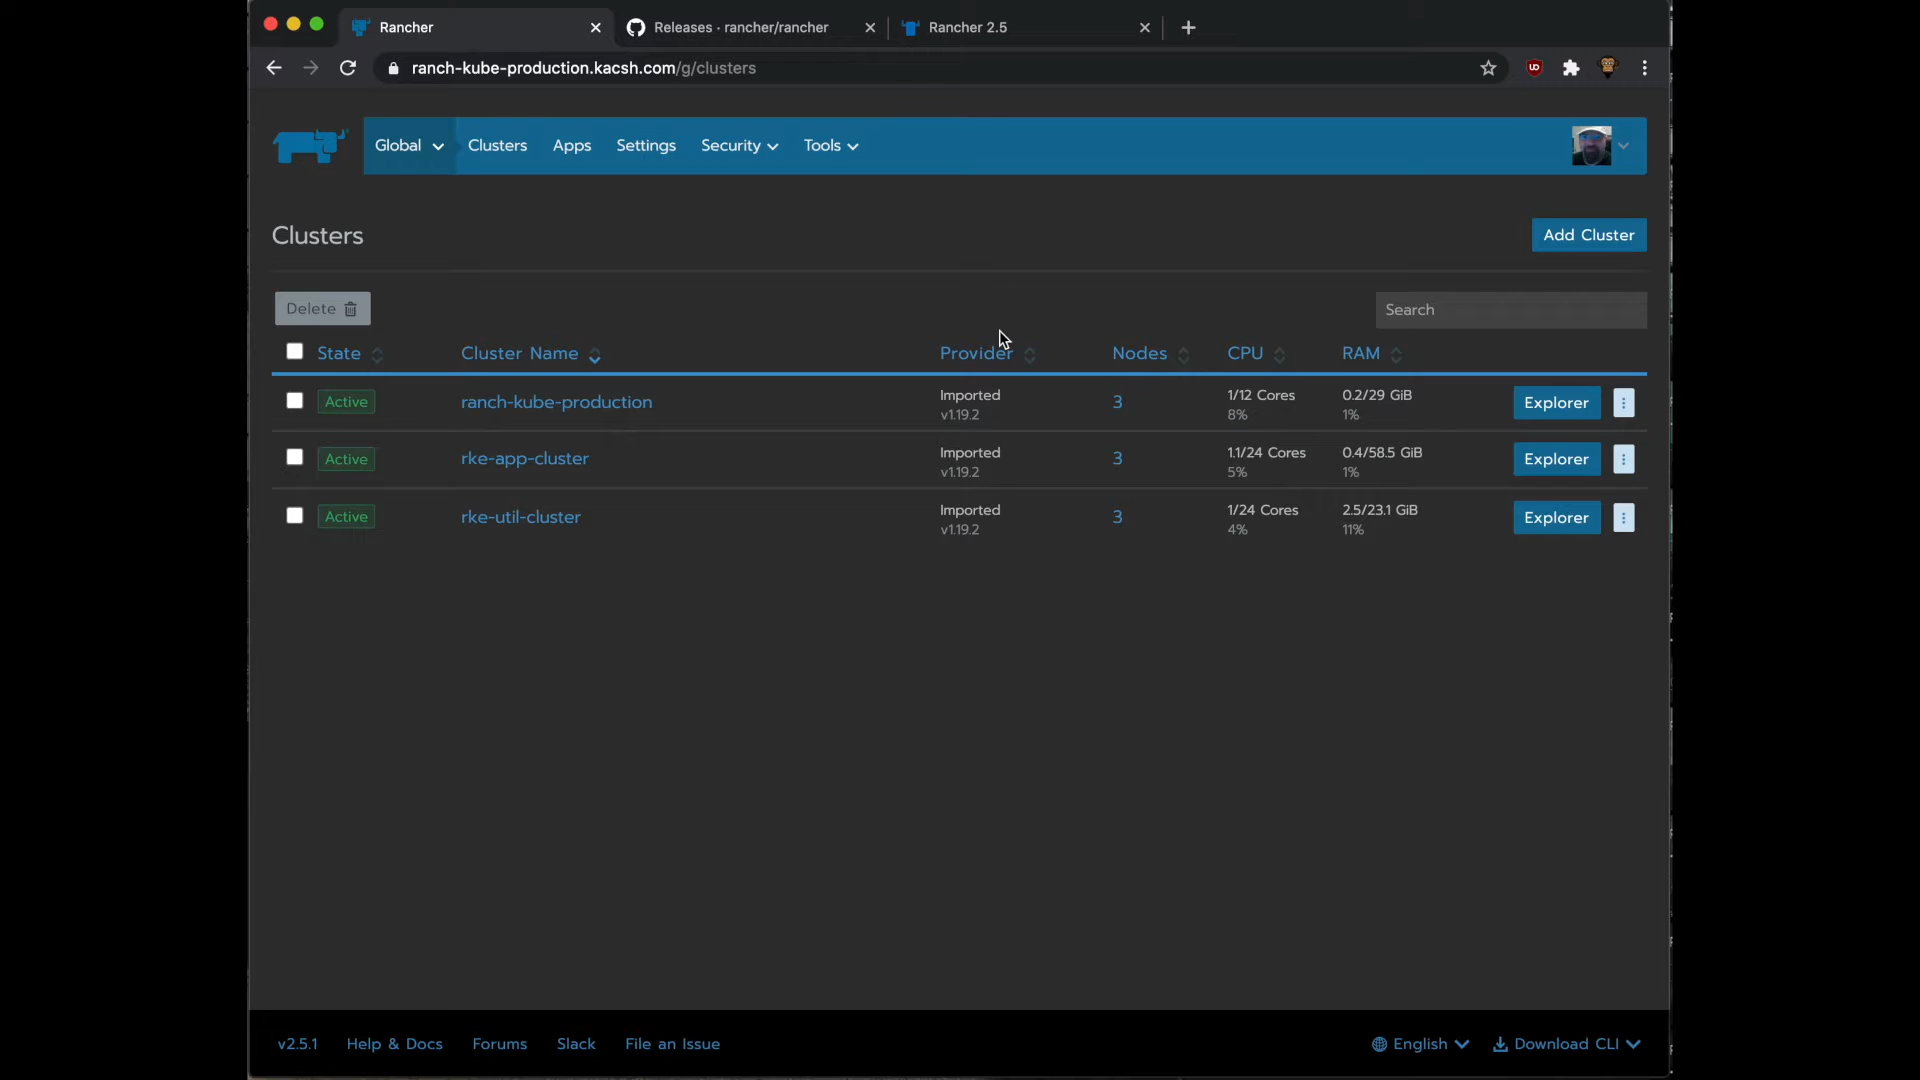 Rancher
Releases · rancher/rancher
Rancher 2.5
ranch-kube-production.kacsh.com/g/clusters
Global
Clusters
Apps
Settings
Security
Tools
Clusters
Add Cluster
Delete
Search
State
Cluster Name
Provider
Nodes
CPU
RAM
Active
ranch-kube-production
Imported
v1.19.2
3
1/12 Cores
8%
0.2/29 GiB
1%
Explorer
Active
rke-app-cluster
Imported
v1.19.2
3
1.1/24 Cores
5%
0.4/58.5 GiB
1%
Explorer
Active
rke-util-cluster
Imported
v1.19.2
3
1/24 Cores
4%
2.5/23.1 GiB
11%
Explorer
v2.5.1
Help & Docs
Forums
Slack
File an Issue
English
Download CLI